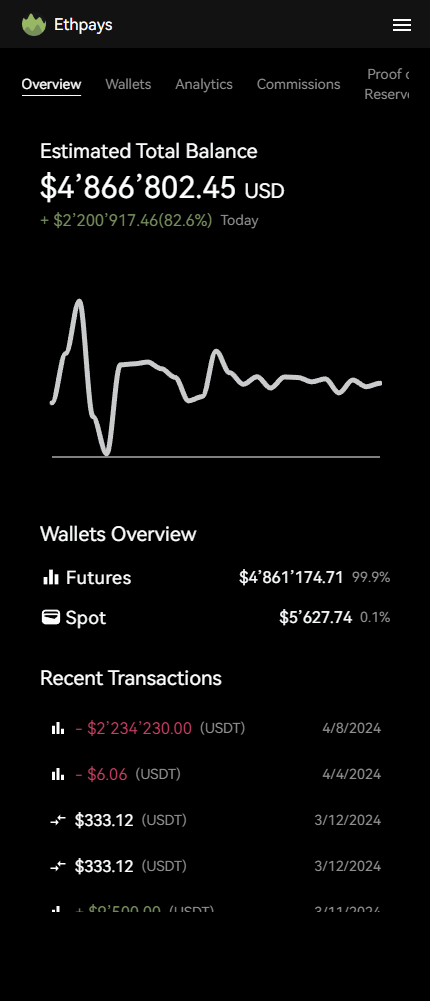 Ethpays
Overview Wallets Analytics Commissions Proof
Estimated Total Balance
$4’866’802.45 USD
+ $2’200’917.46(82.6%) Today
Wallets Overview
Futures $4’861’174.71 99.9%
Spot $5’627.74 0.1%
Recent Transactions
- $2’234’230.00 (USDT) 4/8/2024
- $6.06 (USDT) 4/4/2024
$333.12 (USDT) 3/12/2024
$333.12 (USDT) 3/12/2024
+ $9’500.00 (USDT) 3/11/2024